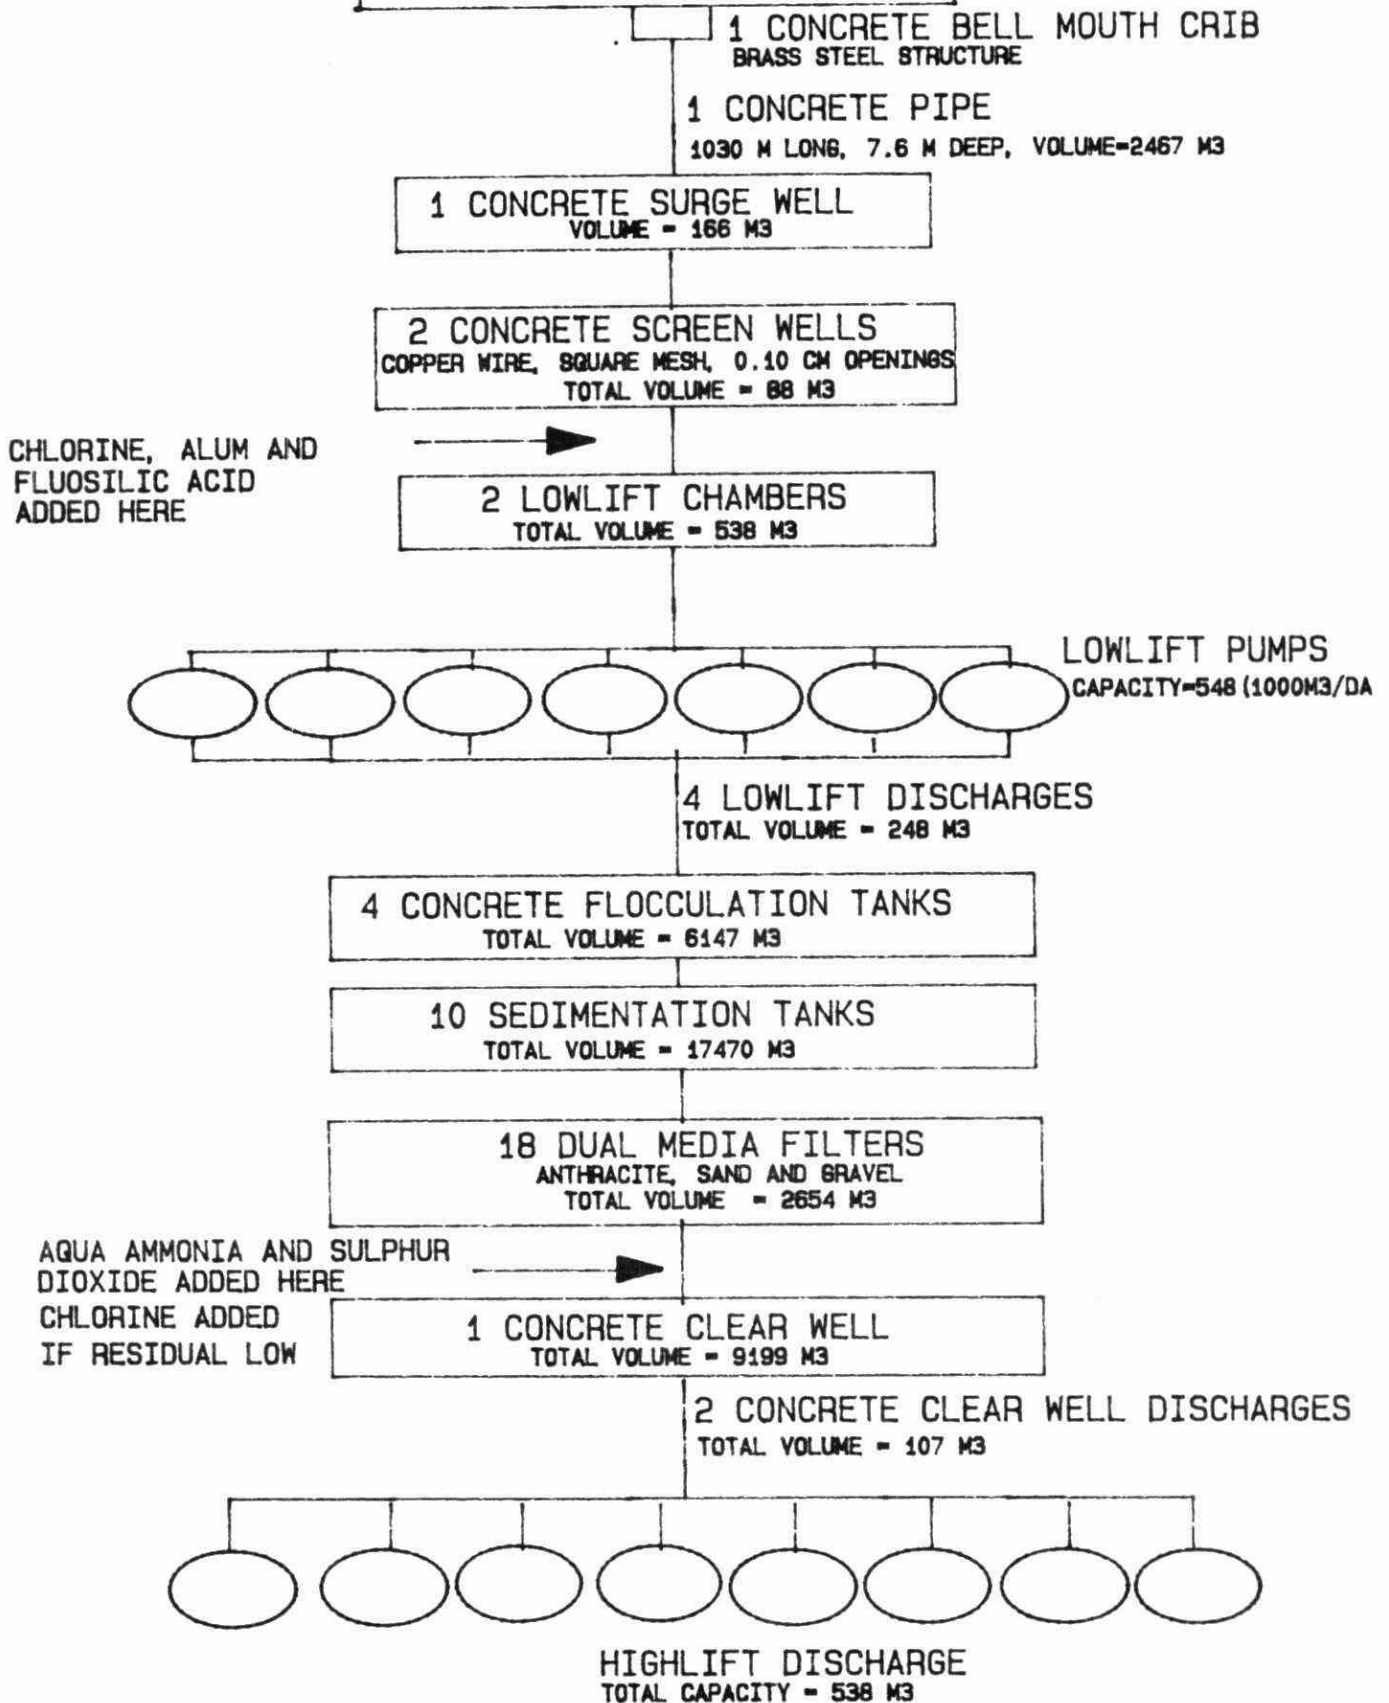 1 CONCRETE BELL MOUTH CRIB
BRASS STEEL STRUCTURE
1 CONCRETE PIPE
1030 M LONG, 7.6 M DEEP, VOLUME=2467 M3
1 CONCRETE SURGE WELL
VOLUME = 166 M3
2 CONCRETE SCREEN WELLS
COPPER WIRE, SQUARE MESH, 0.10 CM OPENINGS
TOTAL VOLUME = 88 M3
CHLORINE, ALUM AND
FLUOSILIC ACID
ADDED HERE
2 LOWLIFT CHAMBERS
TOTAL VOLUME = 538 M3
LOWLIFT PUMPS
CAPACITY=548 (1000M3/DA
4 LOWLIFT DISCHARGES
TOTAL VOLUME = 248 M3
4 CONCRETE FLOCCULATION TANKS
TOTAL VOLUME = 6147 M3
10 SEDIMENTATION TANKS
TOTAL VOLUME = 17470 M3
18 DUAL MEDIA FILTERS
ANTHRACITE, SAND AND GRAVEL
TOTAL VOLUME = 2654 M3
AQUA AMMONIA AND SULPHUR
DIOXIDE ADDED HERE
CHLORINE ADDED
IF RESIDUAL LOW
1 CONCRETE CLEAR WELL
TOTAL VOLUME = 9199 M3
2 CONCRETE CLEAR WELL DISCHARGES
TOTAL VOLUME = 107 M3
HIGHLIFT DISCHARGE
TOTAL CAPACITY = 538 M3